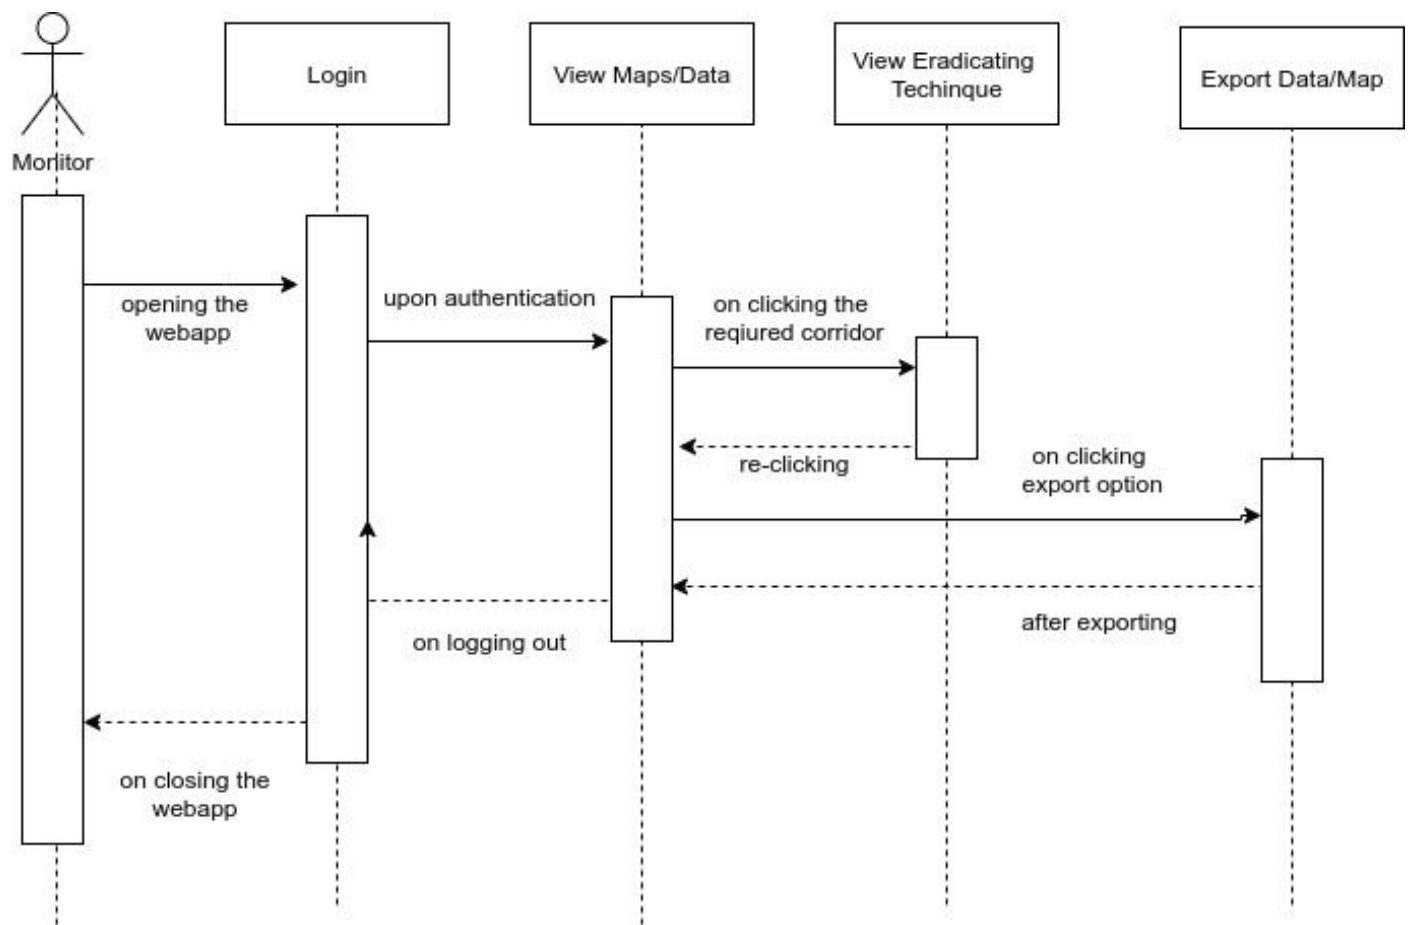 Login
View Maps/Data
View Eradicating
Techinque
Export Data/Map
Monitor
opening the
webapp
upon authentication
on clicking the
reqiured corridor
re-clicking
on clicking
export option
after exporting
on logging out
on closing the
webapp